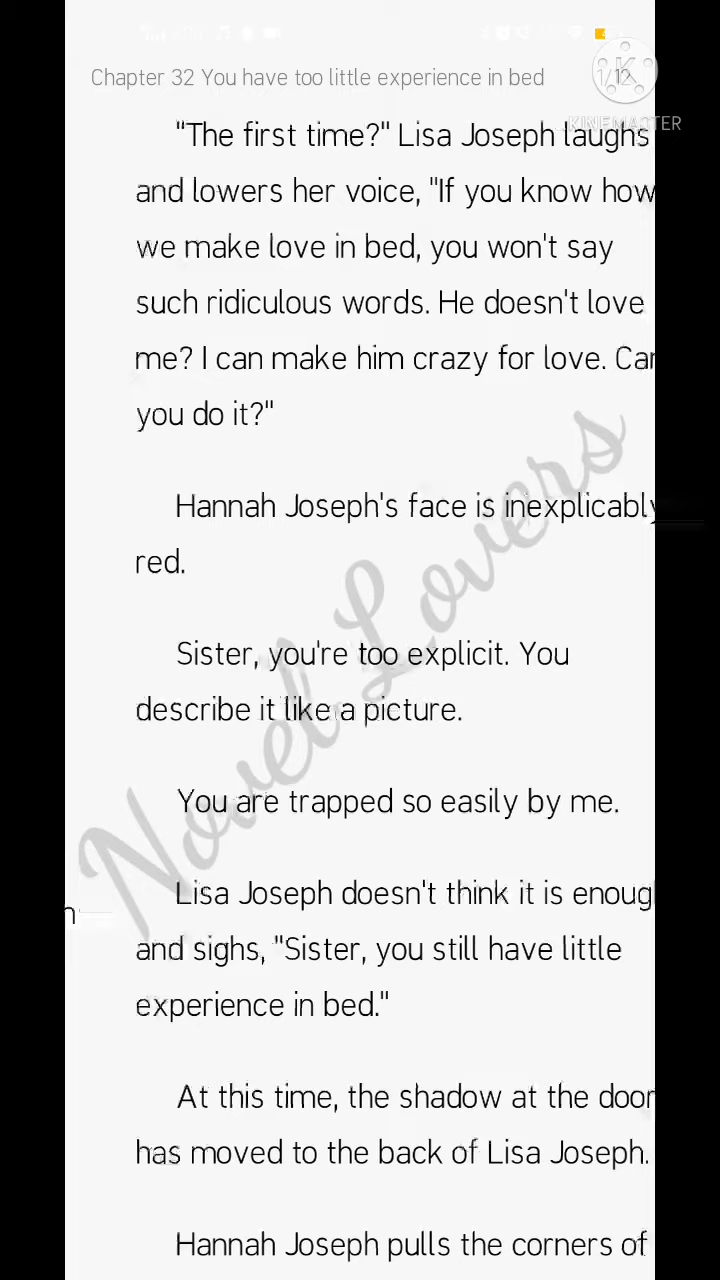 Chapter 32 You have too little experience in bed
1/12
KINEMASTER
"The first time?" Lisa Joseph laughs
and lowers her voice, "If you know how
we make love in bed, you won't say
such ridiculous words. He doesn't love
me? I can make him crazy for love. Can
you do it?"
Hannah Joseph's face is inexplicably
red.
Sister, you're too explicit. You
describe it like a picture.
You are trapped so easily by me.
Lisa Joseph doesn't think it is enough
and sighs, "Sister, you still have little
experience in bed."
At this time, the shadow at the door
has moved to the back of Lisa Joseph.
Hannah Joseph pulls the corners of
Novel Lovers